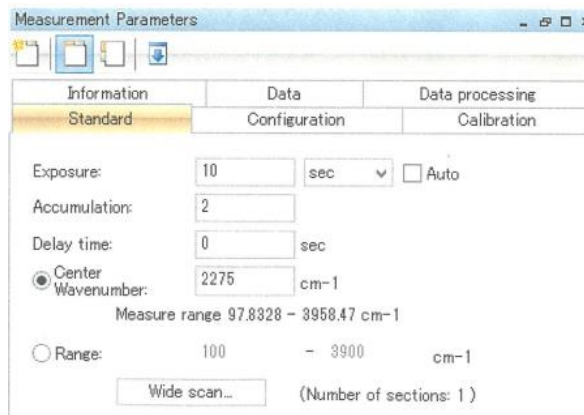 Measurement Parameters
Information Data Data processing
Standard Configuration Calibration
Exposure: 10 sec Auto
Accumulation: 2
Delay time: 0 sec
Center
Wavenumber: 2275 cm-1
Measure range 97.8328 - 3958.47 cm-1
Range: 100 - 3900 cm-1
Wide scan... (Number of sections: 1 )